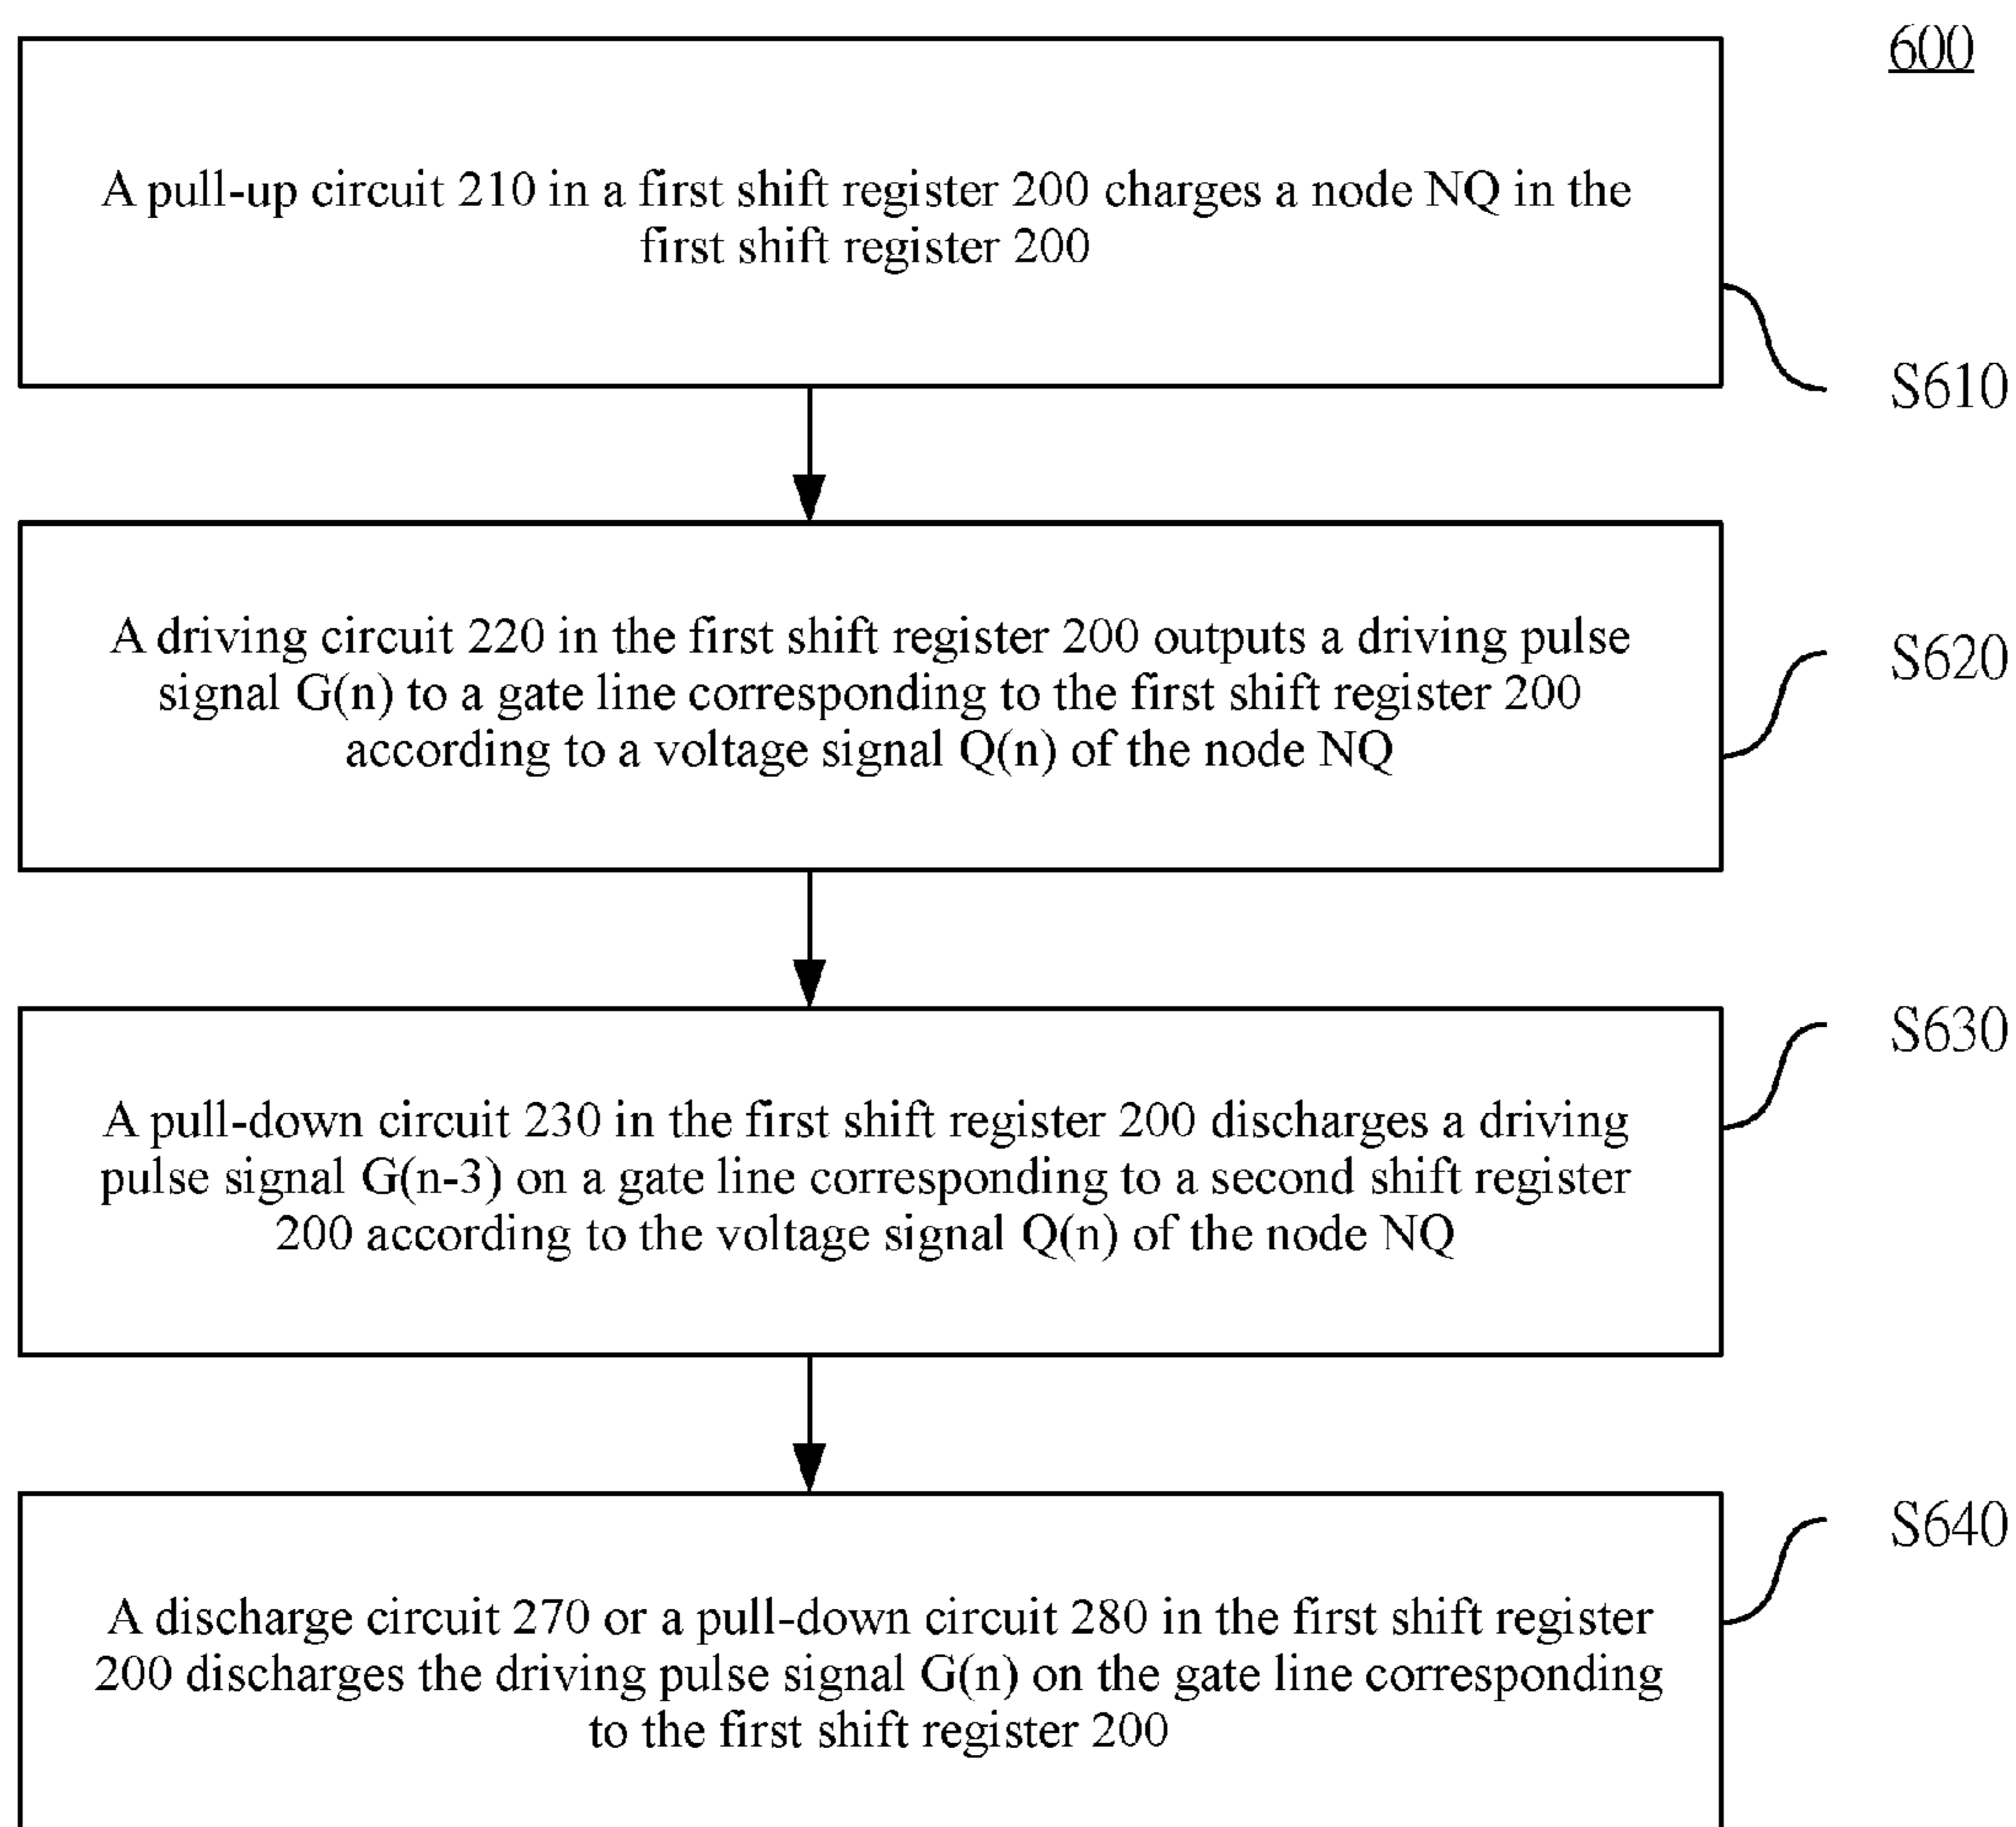 600
A pull-up circuit 210 in a first shift register 200 charges a node NQ in the
first shift register 200
S610
A driving circuit 220 in the first shift register 200 outputs a driving pulse
signal G(n) to a gate line corresponding to the first shift register 200
according to a voltage signal Q(n) of the node NQ
S620
A pull-down circuit 230 in the first shift register 200 discharges a driving
pulse signal G(n-3) on a gate line corresponding to a second shift register
200 according to the voltage signal Q(n) of the node NQ
S630
A discharge circuit 270 or a pull-down circuit 280 in the first shift register
200 discharges the driving pulse signal G(n) on the gate line corresponding
to the first shift register 200
S640